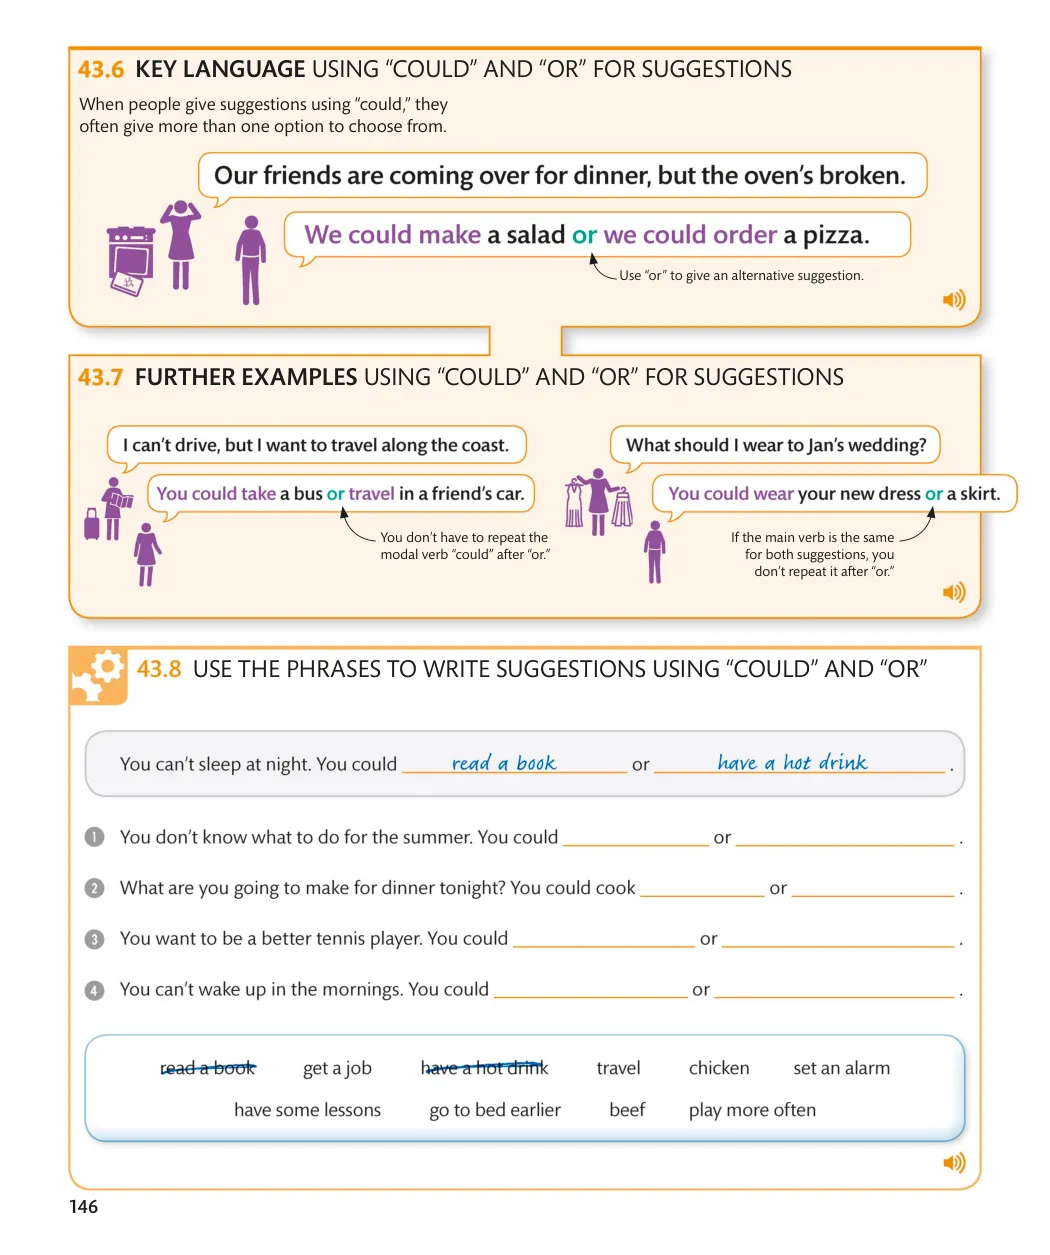 43.6 KEY LANGUAGE USING “COULD” AND “OR” FOR SUGGESTIONS
When people give suggestions using “could,” they
often give more than one option to choose from.
Our friends are coming over for dinner, but the oven’s broken.
We could make a salad or we could order a pizza.
Use “or” to give an alternative suggestion.
43.7 FURTHER EXAMPLES USING “COULD” AND “OR” FOR SUGGESTIONS
I can’t drive, but I want to travel along the coast.
You could take a bus or travel in a friend’s car.
You don’t have to repeat the
modal verb “could” after “or.”
What should I wear to Jan’s wedding?
You could wear your new dress or a skirt.
If the main verb is the same
for both suggestions, you
don’t repeat it after “or.”
43.8 USE THE PHRASES TO WRITE SUGGESTIONS USING “COULD” AND “OR”
You can’t sleep at night. You could read a book or have a hot drink .
1 You don’t know what to do for the summer. You could ____ or ____ .
2 What are you going to make for dinner tonight? You could cook ____ or ____ .
3 You want to be a better tennis player. You could ____ or ____ .
4 You can’t wake up in the mornings. You could ____ or ____ .
read a book get a job have a hot drink travel chicken set an alarm
have some lessons go to bed earlier beef play more often
146